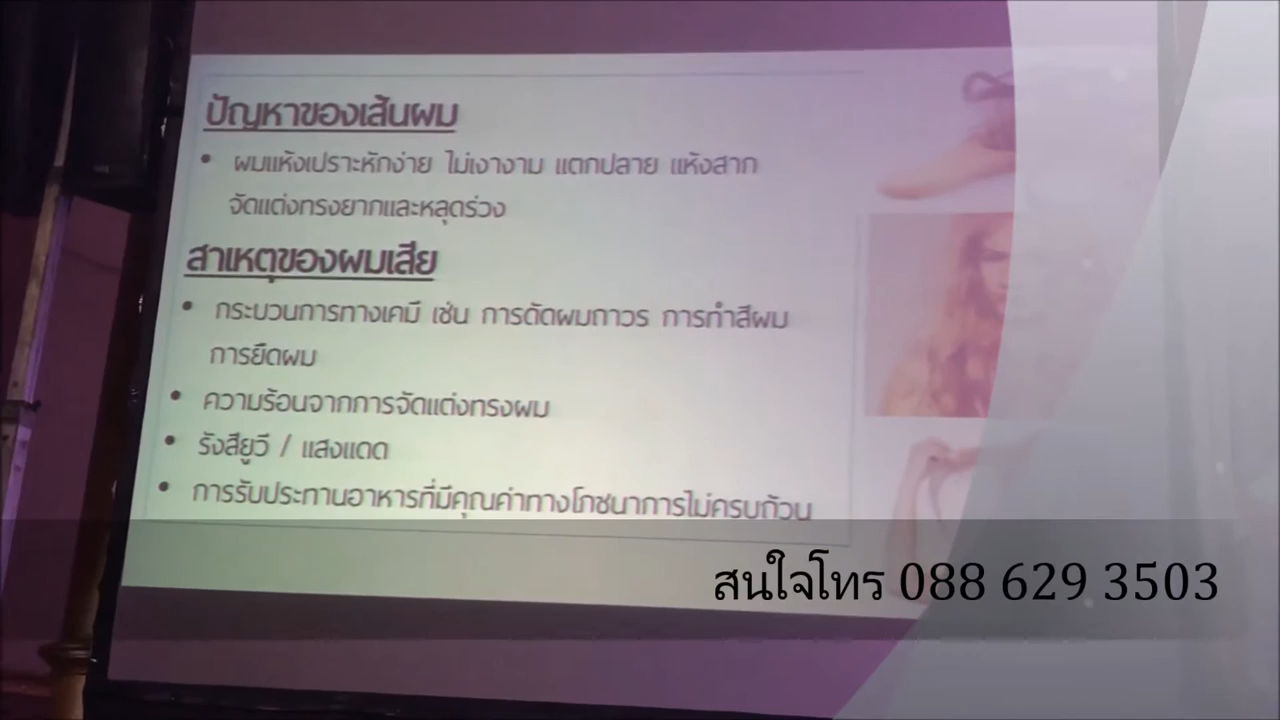 ปัญหาของเส้นผม
• ผมแห้งเปราะหักง่าย ไม่เงางาม แตกปลาย แห้งสาก
จัดแต่งทรงยากและหลุดร่วง
สาเหตุของผมเสีย
• กระบวนการทางเคมี เช่น การดัดผมถาวร การทำสีผม
การยืดผม
• ความร้อนจากการจัดแต่งทรงผม
• รังสียูวี / แสงแดด
• การรับประทานอาหารที่มีคุณค่าทางโภชนาการไม่ครบถ้วน
สนใจโทร 088 629 3503